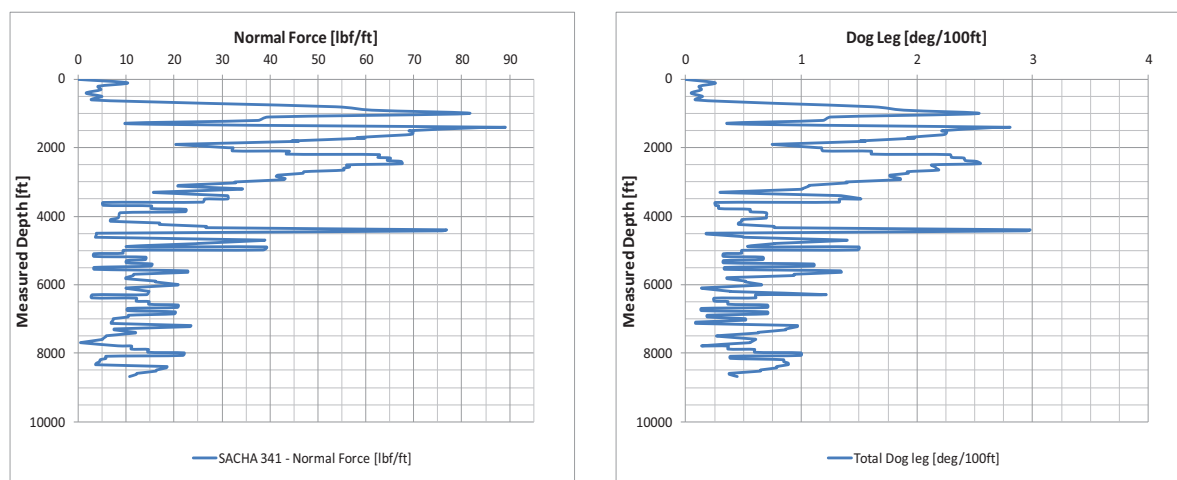 Normal Force [lbf/ft]
0 10 20 30 40 50 60 70 80 90
0
2000
4000
6000
8000
10000
Measured Depth [ft]
SACHA 341 - Normal Force [lbf/ft]
Dog Leg [deg/100ft]
0 1 2 3 4
0
2000
4000
6000
8000
10000
Measured Depth [ft]
Total Dog leg [deg/100ft]